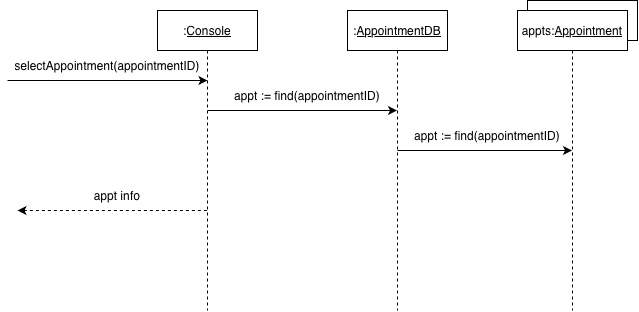 :Console
:AppointmentDB
appts:Appointment
selectAppointment(appointmentID)
appt := find(appointmentID)
appt := find(appointmentID)
appt info